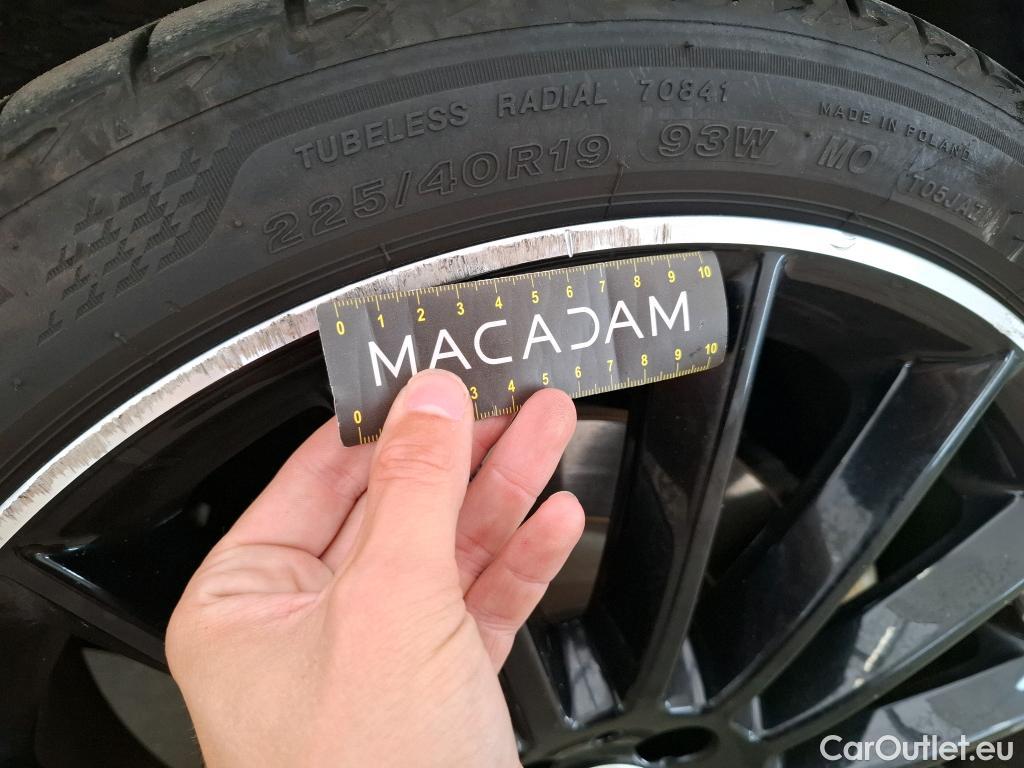 TUBELESS RADIAL 70841
MADE IN POLAND
225/40R19 93W MO
0 1 2 3 4 5 6 7 8 9 10
MACADAM
0 3 4 5 6 7 8 9 10
CarOutlet.eu